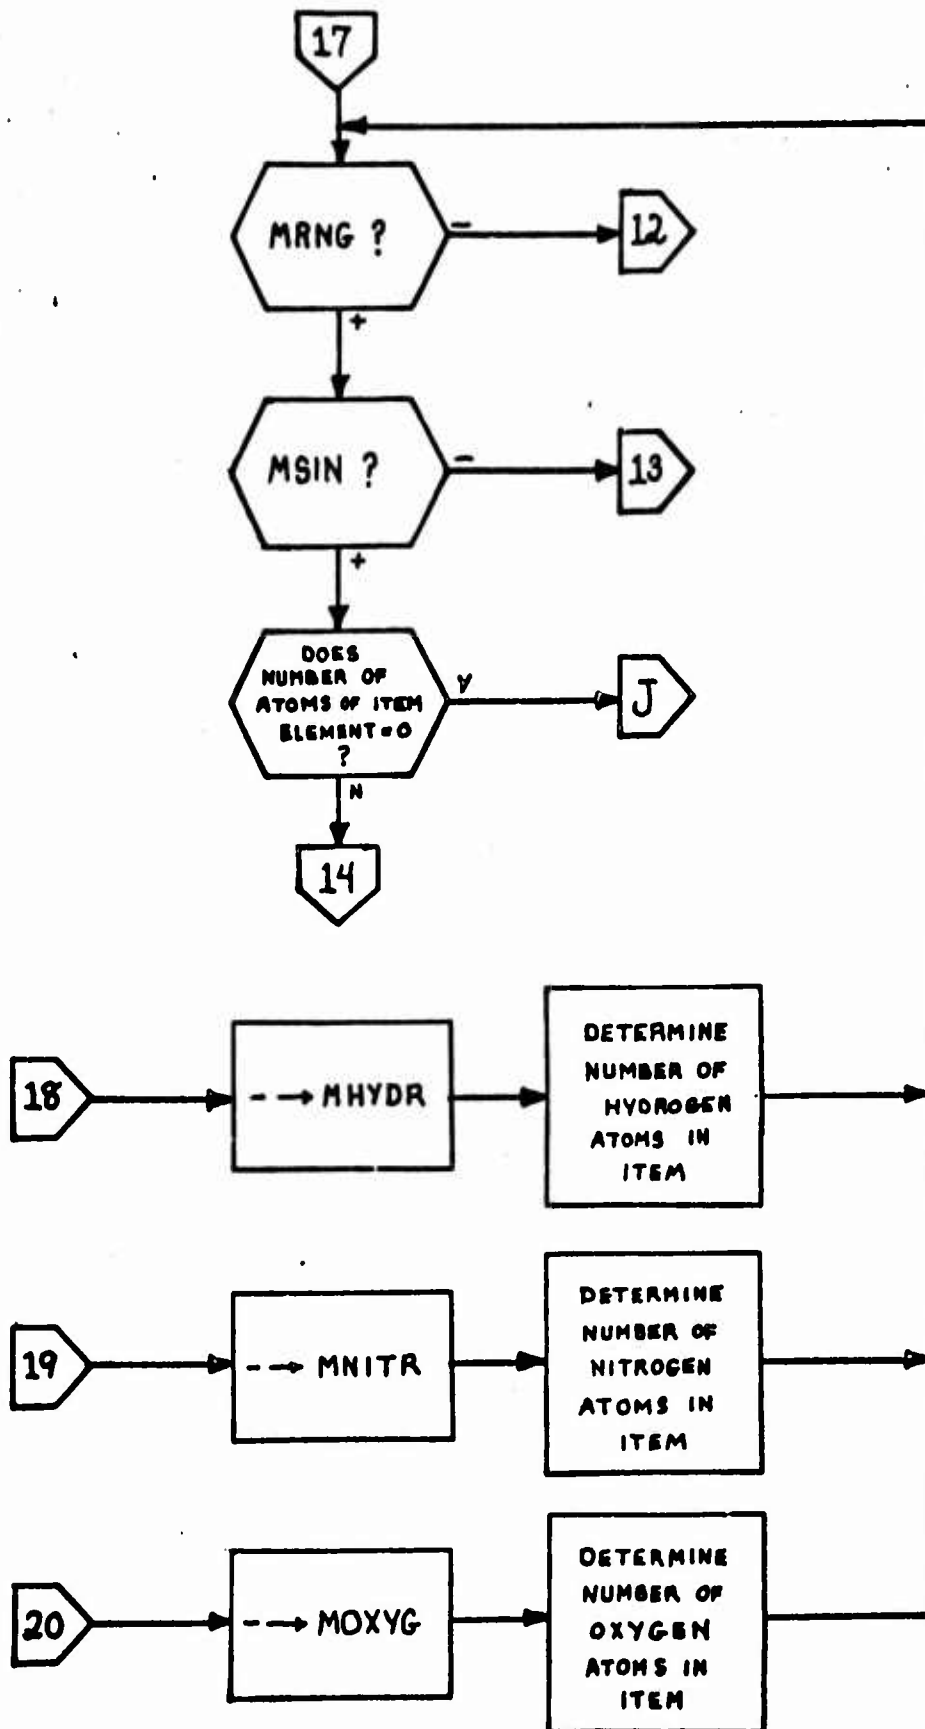 17
MRNG ?
-
12
+
MSIN ?
-
13
+
DOES
NUMBER OF
ATOMS OF ITEM
ELEMENT = 0
?
Y
J
N
14
18
- → MHYDR
DETERMINE
NUMBER OF
HYDROGEN
ATOMS IN
ITEM
19
- → MNITR
DETERMINE
NUMBER OF
NITROGEN
ATOMS IN
ITEM
20
- → MOXYG
DETERMINE
NUMBER OF
OXYGEN
ATOMS IN
ITEM